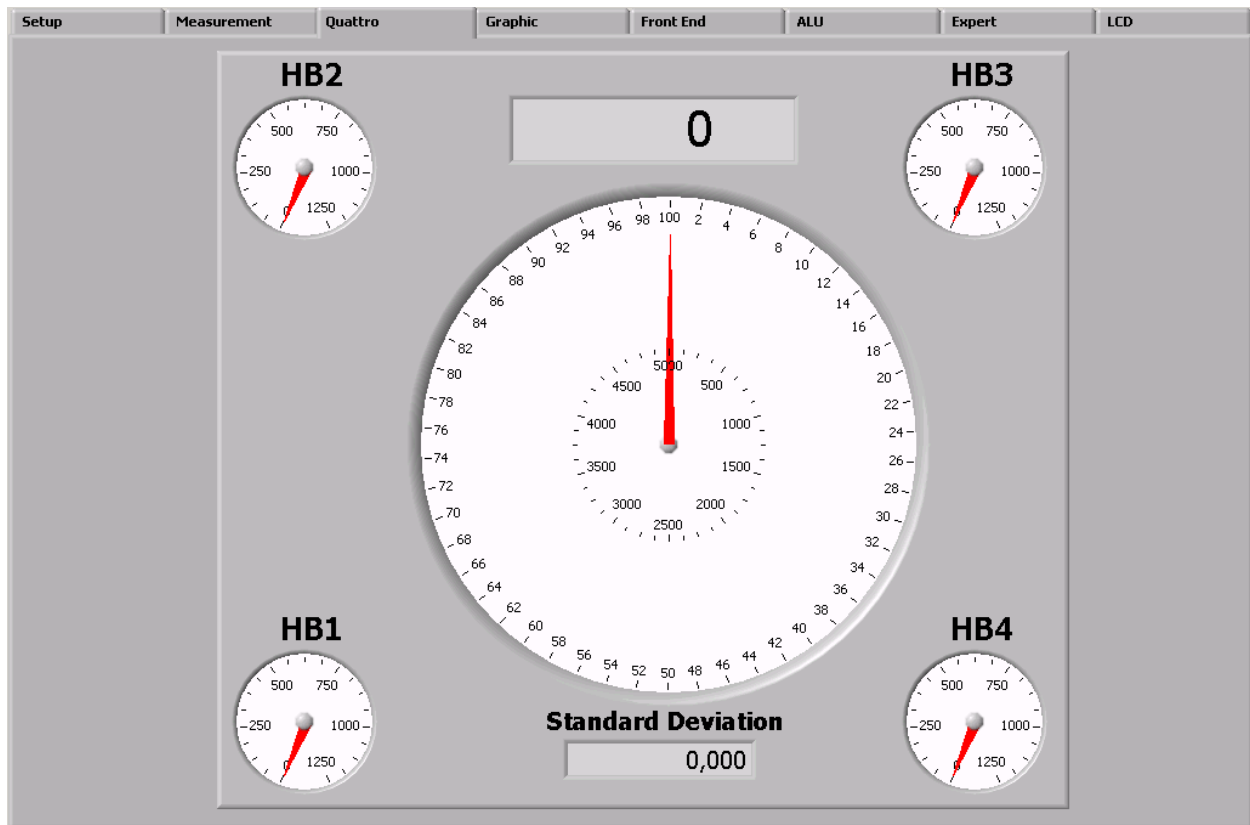 Setup Measurement Quattro Graphic Front End ALU Expert LCD
HB2
0 250 500 750 1000 1250
0
HB3
0 250 500 750 1000 1250
100 2 4 6 8 10 12 14 16 18 20 22 24 26 28 30 32 34 36 38 40 42 44 46 48 50 52 54 56 58 60 62 64 66 68 70 72 74 76 78 80 82 84 86 88 90 92 94 96 98
5000 500 1000 1500 2000 2500 3000 3500 4000 4500
HB1
0 250 500 750 1000 1250
HB4
0 250 500 750 1000 1250
Standard Deviation
0,000